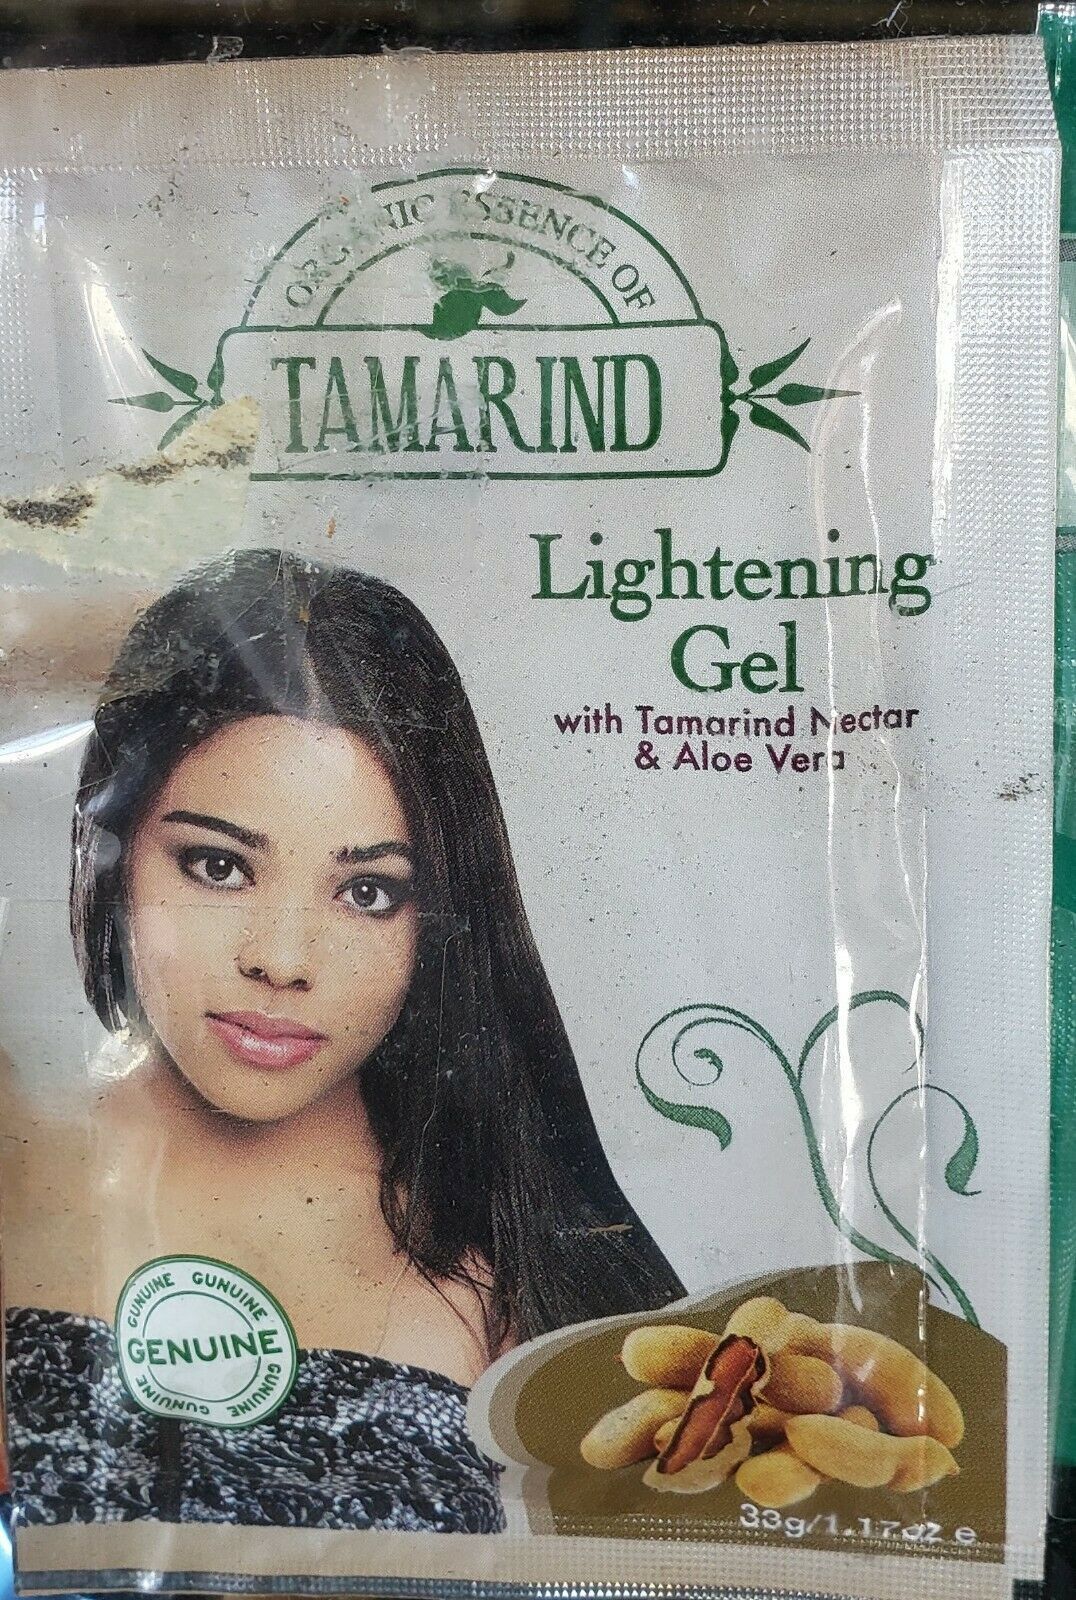 ORGANIC ESSENCE OF
TAMARIND
Lightening
Gel
with Tamarind Nectar
& Aloe Vera
GUNUINE GUNUINE
GENUINE
GUNUINE GUNUINE
33g/1.17oz e